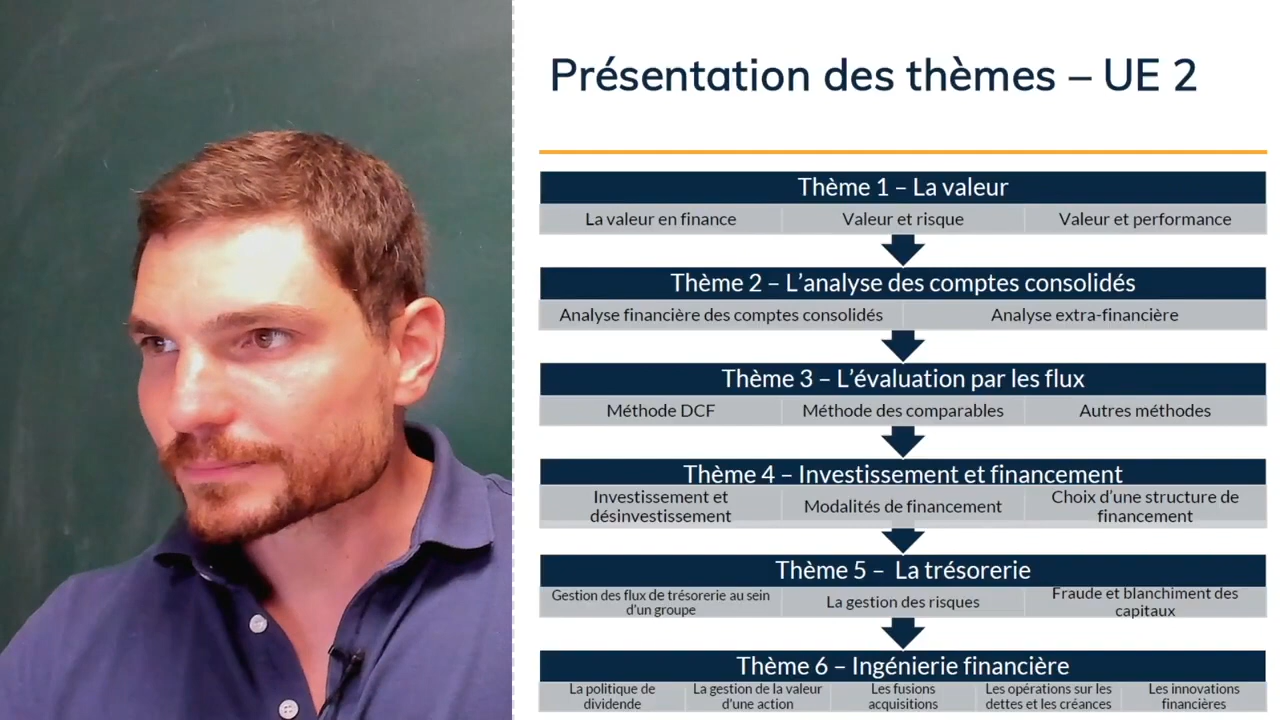 Présentation des thèmes – UE 2
Thème 1 – La valeur
La valeur en finance
Valeur et risque
Valeur et performance
Thème 2 – L’analyse des comptes consolidés
Analyse financière des comptes consolidés
Analyse extra-financière
Thème 3 – L’évaluation par les flux
Méthode DCF
Méthode des comparables
Autres méthodes
Thème 4 – Investissement et financement
Investissement et
désinvestissement
Modalités de financement
Choix d’une structure de
financement
Thème 5 – La trésorerie
Gestion des flux de trésorerie au sein
d’un groupe
La gestion des risques
Fraude et blanchiment des
capitaux
Thème 6 – Ingénierie financière
La politique de
dividende
La gestion de la valeur
d’une action
Les fusions
acquisitions
Les opérations sur les
dettes et les créances
Les innovations
financières